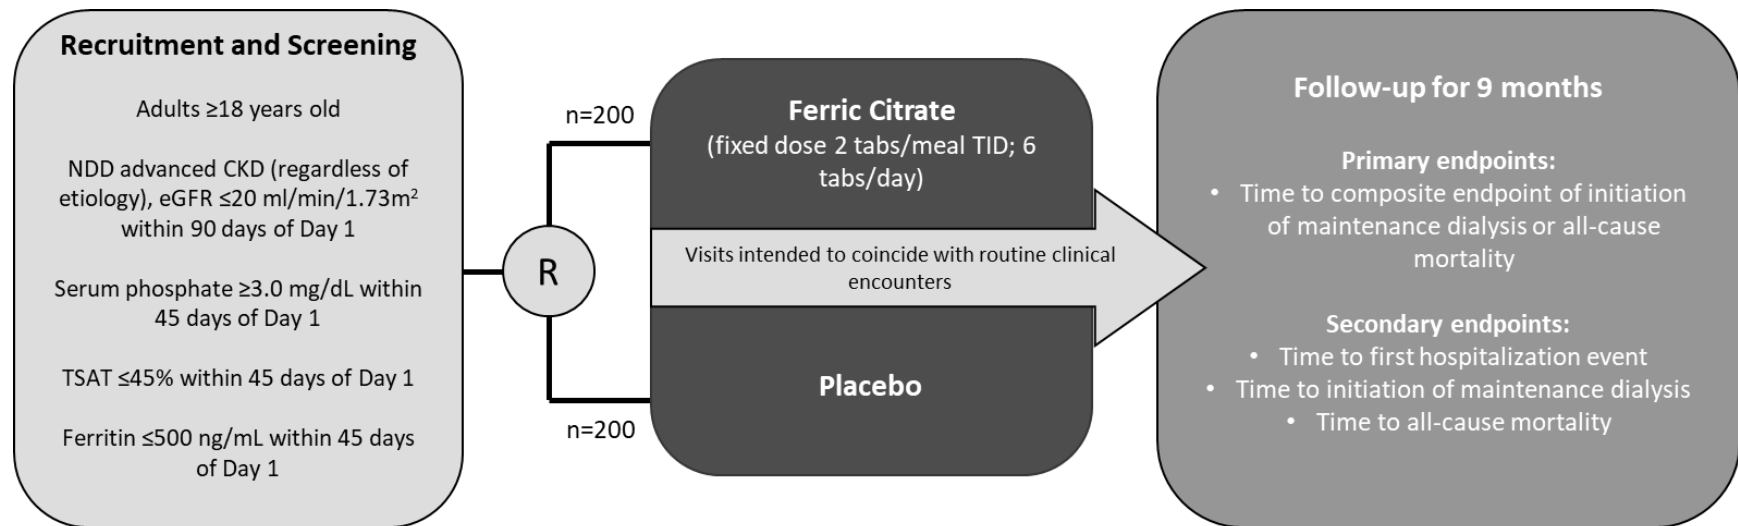 Recruitment and Screening
Adults ≥18 years old
NDD advanced CKD (regardless of
etiology), eGFR ≤20 ml/min/1.73m²
within 90 days of Day 1
Serum phosphate ≥3.0 mg/dL within
45 days of Day 1
TSAT ≤45% within 45 days of Day 1
Ferritin ≤500 ng/mL within 45 days
of Day 1
R
n=200
n=200
Ferric Citrate
(fixed dose 2 tabs/meal TID; 6
tabs/day)
Visits intended to coincide with routine clinical
encounters
Placebo
Follow-up for 9 months
Primary endpoints:
• Time to composite endpoint of initiation
of maintenance dialysis or all-cause
mortality
Secondary endpoints:
• Time to first hospitalization event
• Time to initiation of maintenance dialysis
• Time to all-cause mortality